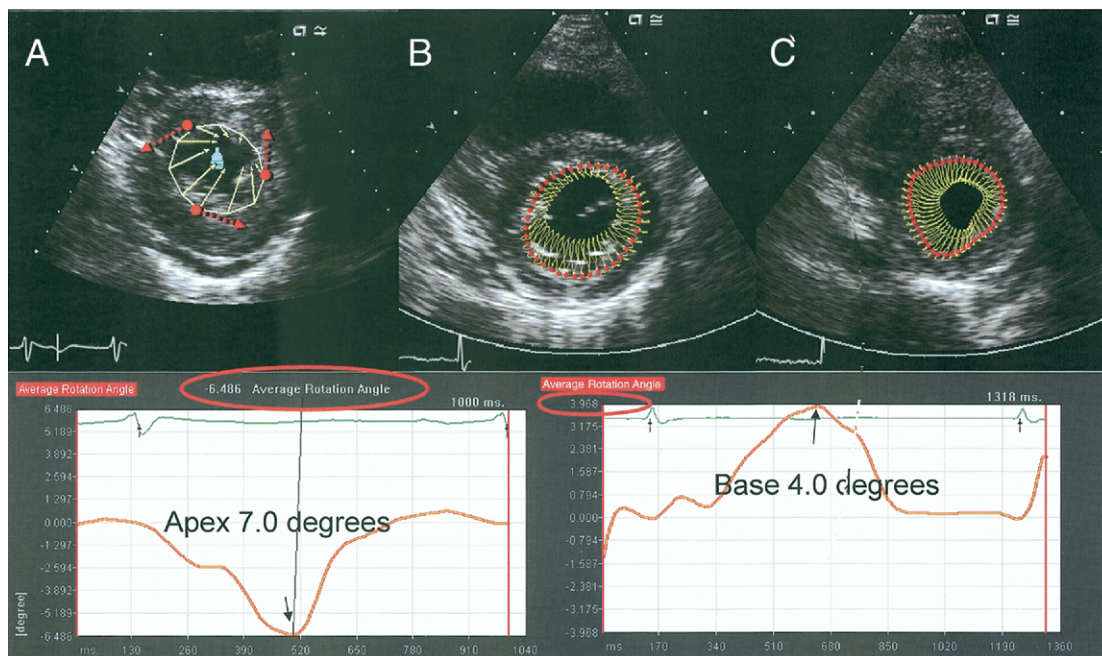 A
B
C
Average Rotation Angle
-6.486 Average Rotation Angle
1000 ms.
6.486
5.189
3.892
2.594
1.297
0.000
-1.297
-2.594
-3.892
-5.189
-6.486
[degree]
Apex 7.0 degrees
ms. 130 260 390 520 650 780 910 1040
Average Rotation Angle
3.968
1318 ms.
3.175
2.381
1.587
0.794
0.000
-0.794
-1.587
-2.381
-3.175
-3.968
Base 4.0 degrees
ms. 170 340 510 680 850 1020 1190 1360